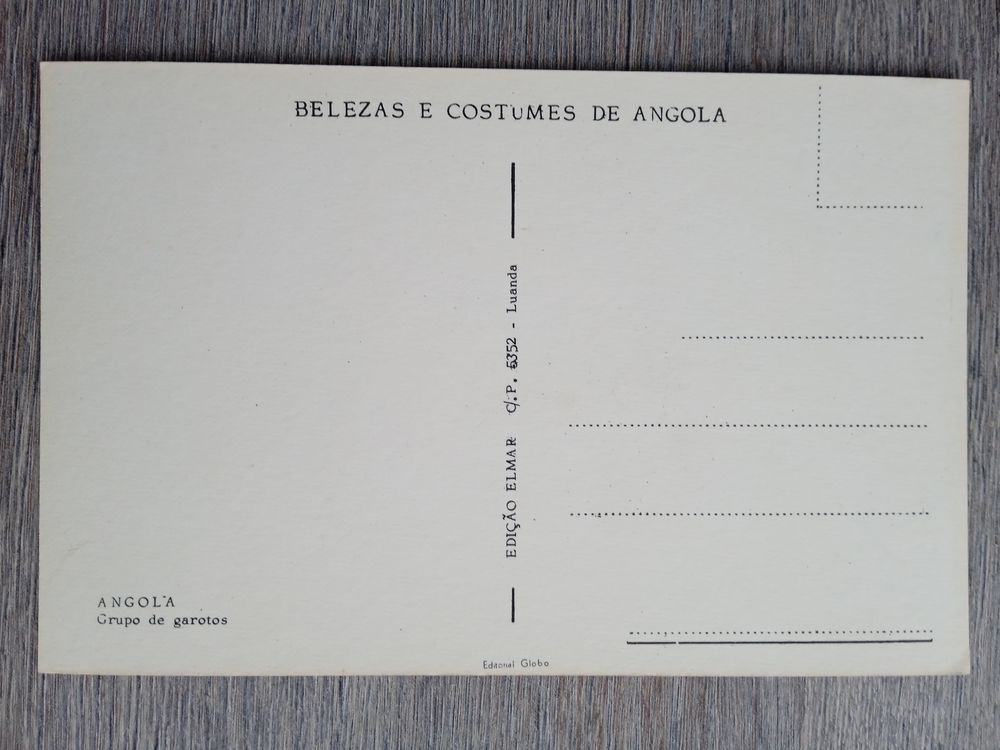 BELEZAS E COSTUMES DE ANGOLA
EDIÇÃO ELMAR C/. P. 5352 - Luanda
ANGOLA
Grupo de garotos
Editorial Globo